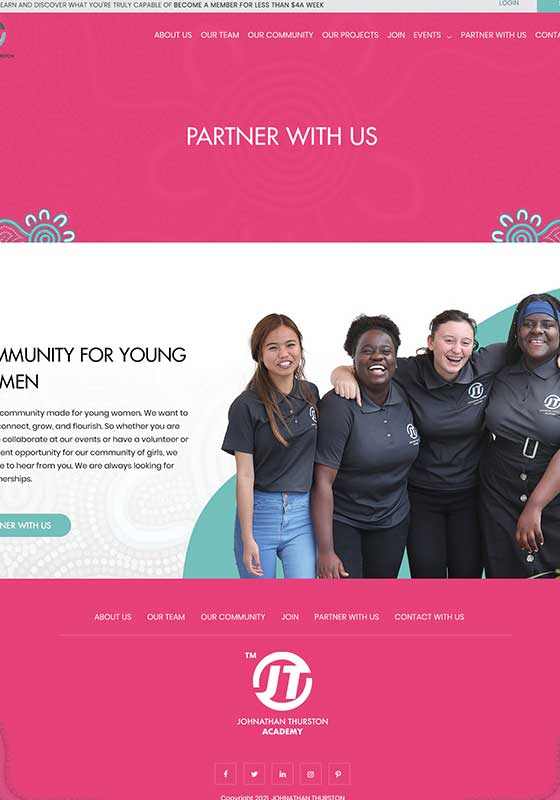 EARN AND DISCOVER WHAT YOU'RE TRULY CAPABLE OF BECOME A MEMBER FOR LESS THAN $4A WEEK
LOGIN
ABOUT US OUR TEAM OUR COMMUNITY OUR PROJECTS JOIN EVENTS PARTNER WITH US CONTA
PARTNER WITH US
MMUNITY FOR YOUNG
MEN
community made for young women. We want to
connect, grow, and flourish. So whether you are
collaborate at our events or have a volunteer or
ent opportunity for our community of girls, we
e to hear from you. We are always looking for
nerships.
NER WITH US
JT
JT
JT
JT
ABOUT US OUR TEAM OUR COMMUNITY JOIN PARTNER WITH US CONTACT WITH US
TM
JT
JOHNATHAN THURSTON
ACADEMY
Copyright 2021, JOHNATHAN THURSTON